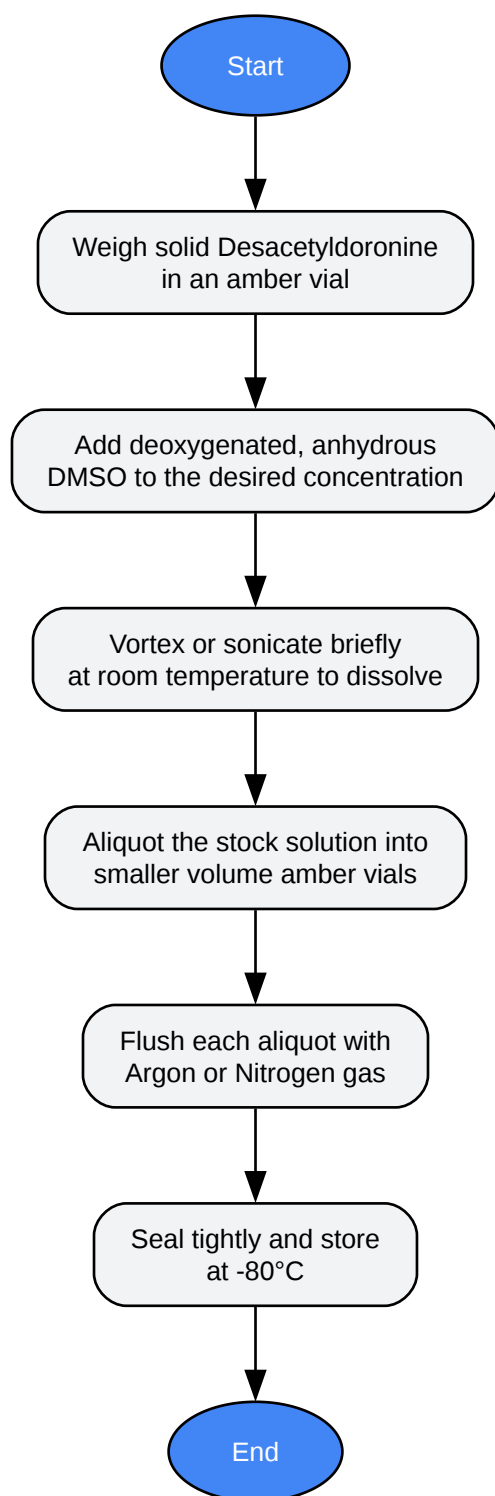 Start
Weigh solid Desacetyldoronine
in an amber vial
Add deoxygenated, anhydrous
DMSO to the desired concentration
Vortex or sonicate briefly
at room temperature to dissolve
Aliquot the stock solution into
smaller volume amber vials
Flush each aliquot with
Argon or Nitrogen gas
Seal tightly and store
at -80°C
End